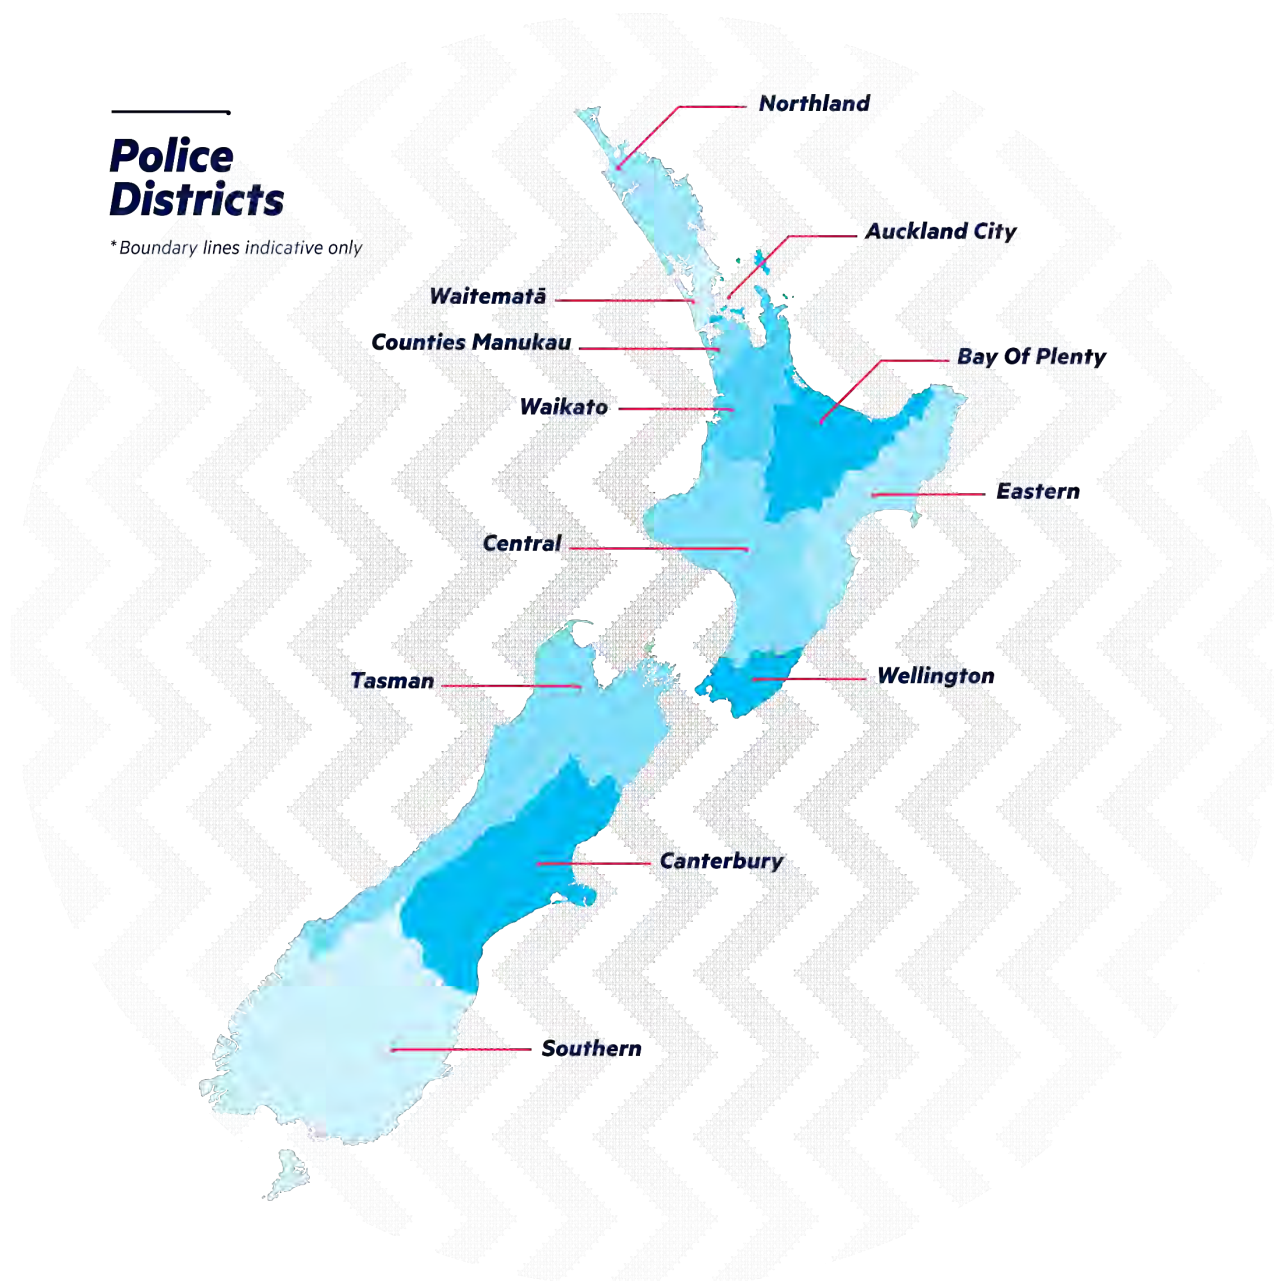 Police
Districts
*Boundary lines indicative only
Northland
Auckland City
Waitematā
Counties Manukau
Bay Of Plenty
Waikato
Eastern
Central
Tasman
Wellington
Canterbury
Southern